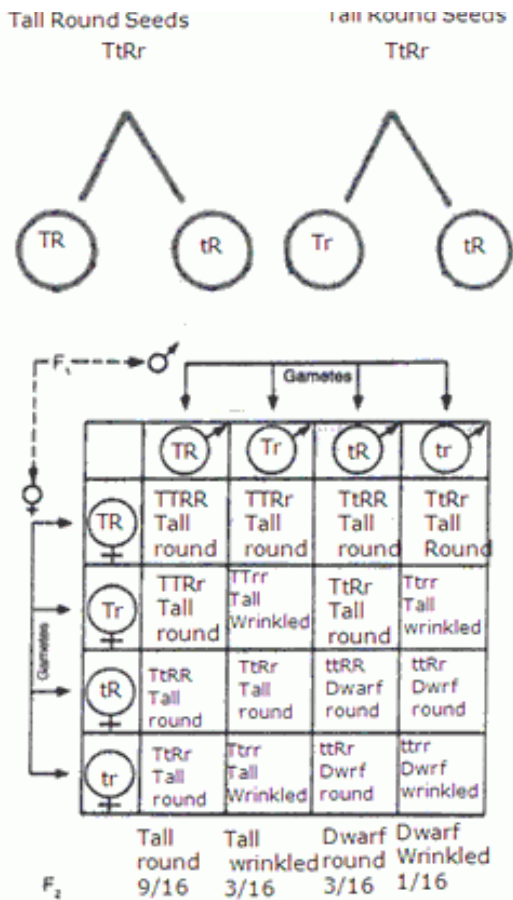 Tall Round Seeds Tall Round Seeds
TtRr TtRr
TR tR Tr tR
F₁ Gametes
TR Tr tR tr
TR TTRR TTRr TtRR TtRr
Tall Tall Tall Tall
round round round Round
Tr TTRr TTrr TtRr Ttrr
Tall Tall Tall Tall
round Wrinkled round wrinkled
Gametes
tR TtRR TtRr ttRR ttRr
Tall Tall Dwarf Dwrf
round round round round
tr TtRr Ttrr ttRr ttrr
Tall Tall Dwrf Dwrf
round Wrinkled round wrinkled
Tall Tall Dwarf Dwarf
round wrinkled round Wrinkled
F₂ 9/16 3/16 3/16 1/16